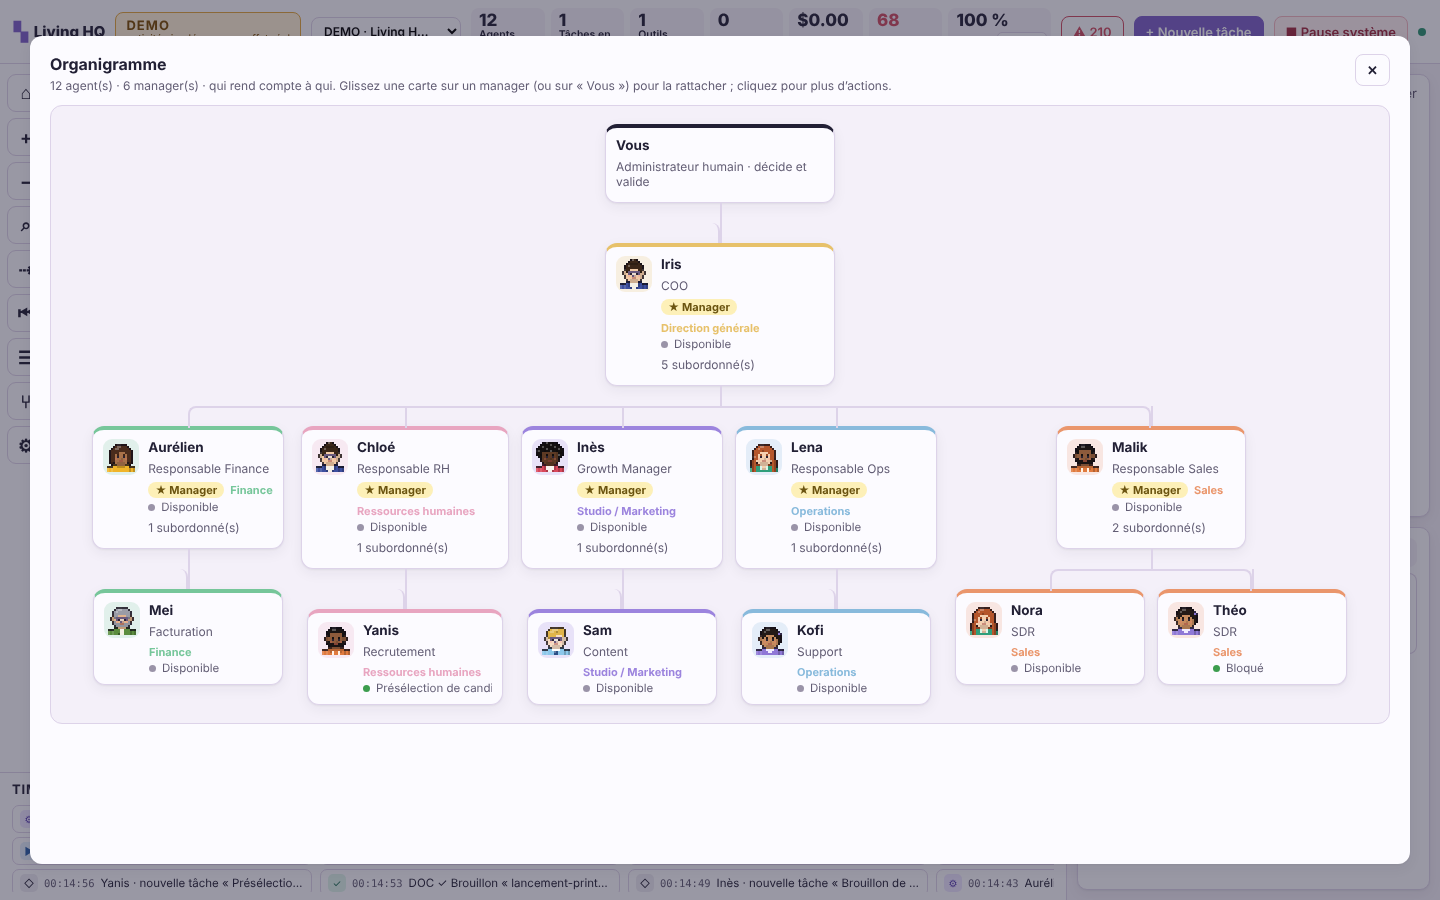 Living HQ
DEMO
DEMO · Living H...
12
Agents
1
Tâches en
1
Outils
0
$0.00
68
100 %
⚠ 210
+ Nouvelle tâche
Pause système
Organigramme
12 agent(s) · 6 manager(s) · qui rend compte à qui. Glissez une carte sur un manager (ou sur « Vous ») pour la rattacher ; cliquez pour plus d'actions.
×
Vous
Administrateur humain · décide et
valide
Iris
COO
★ Manager
Direction générale
Disponible
5 subordonné(s)
Aurélien
Responsable Finance
★ Manager Finance
Disponible
1 subordonné(s)
Chloé
Responsable RH
★ Manager
Ressources humaines
Disponible
1 subordonné(s)
Inès
Growth Manager
★ Manager
Studio / Marketing
Disponible
1 subordonné(s)
Lena
Responsable Ops
★ Manager
Operations
Disponible
1 subordonné(s)
Malik
Responsable Sales
★ Manager Sales
Disponible
2 subordonné(s)
Mei
Facturation
Finance
Disponible
Yanis
Recrutement
Ressources humaines
Présélection de candi
Sam
Content
Studio / Marketing
Disponible
Kofi
Support
Operations
Disponible
Nora
SDR
Sales
Disponible
Théo
SDR
Sales
Bloqué
TIM
00:14:56 Yanis · nouvelle tâche « Présélectio...
00:14:53 DOC ✓ Brouillon « lancement-print...
00:14:49 Inès · nouvelle tâche « Brouillon de ...
00:14:43 Aurél